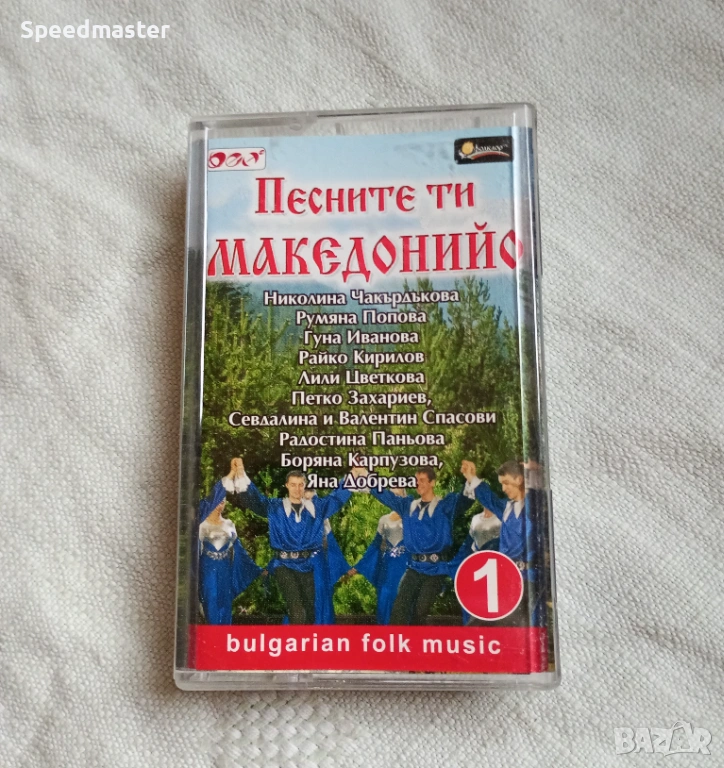 Speedmaster
фолклор
Песните ти
Македонийо
Николина Чакърдъкова
Румяна Попова
Гуна Иванова
Райко Кирилов
Лили Цветкова
Петко Захариев,
Севдалина и Валентин Спасови
Радостина Паньова
Боряна Карпузова,
Яна Добрева
1
bulgarian folk music
BAZAR